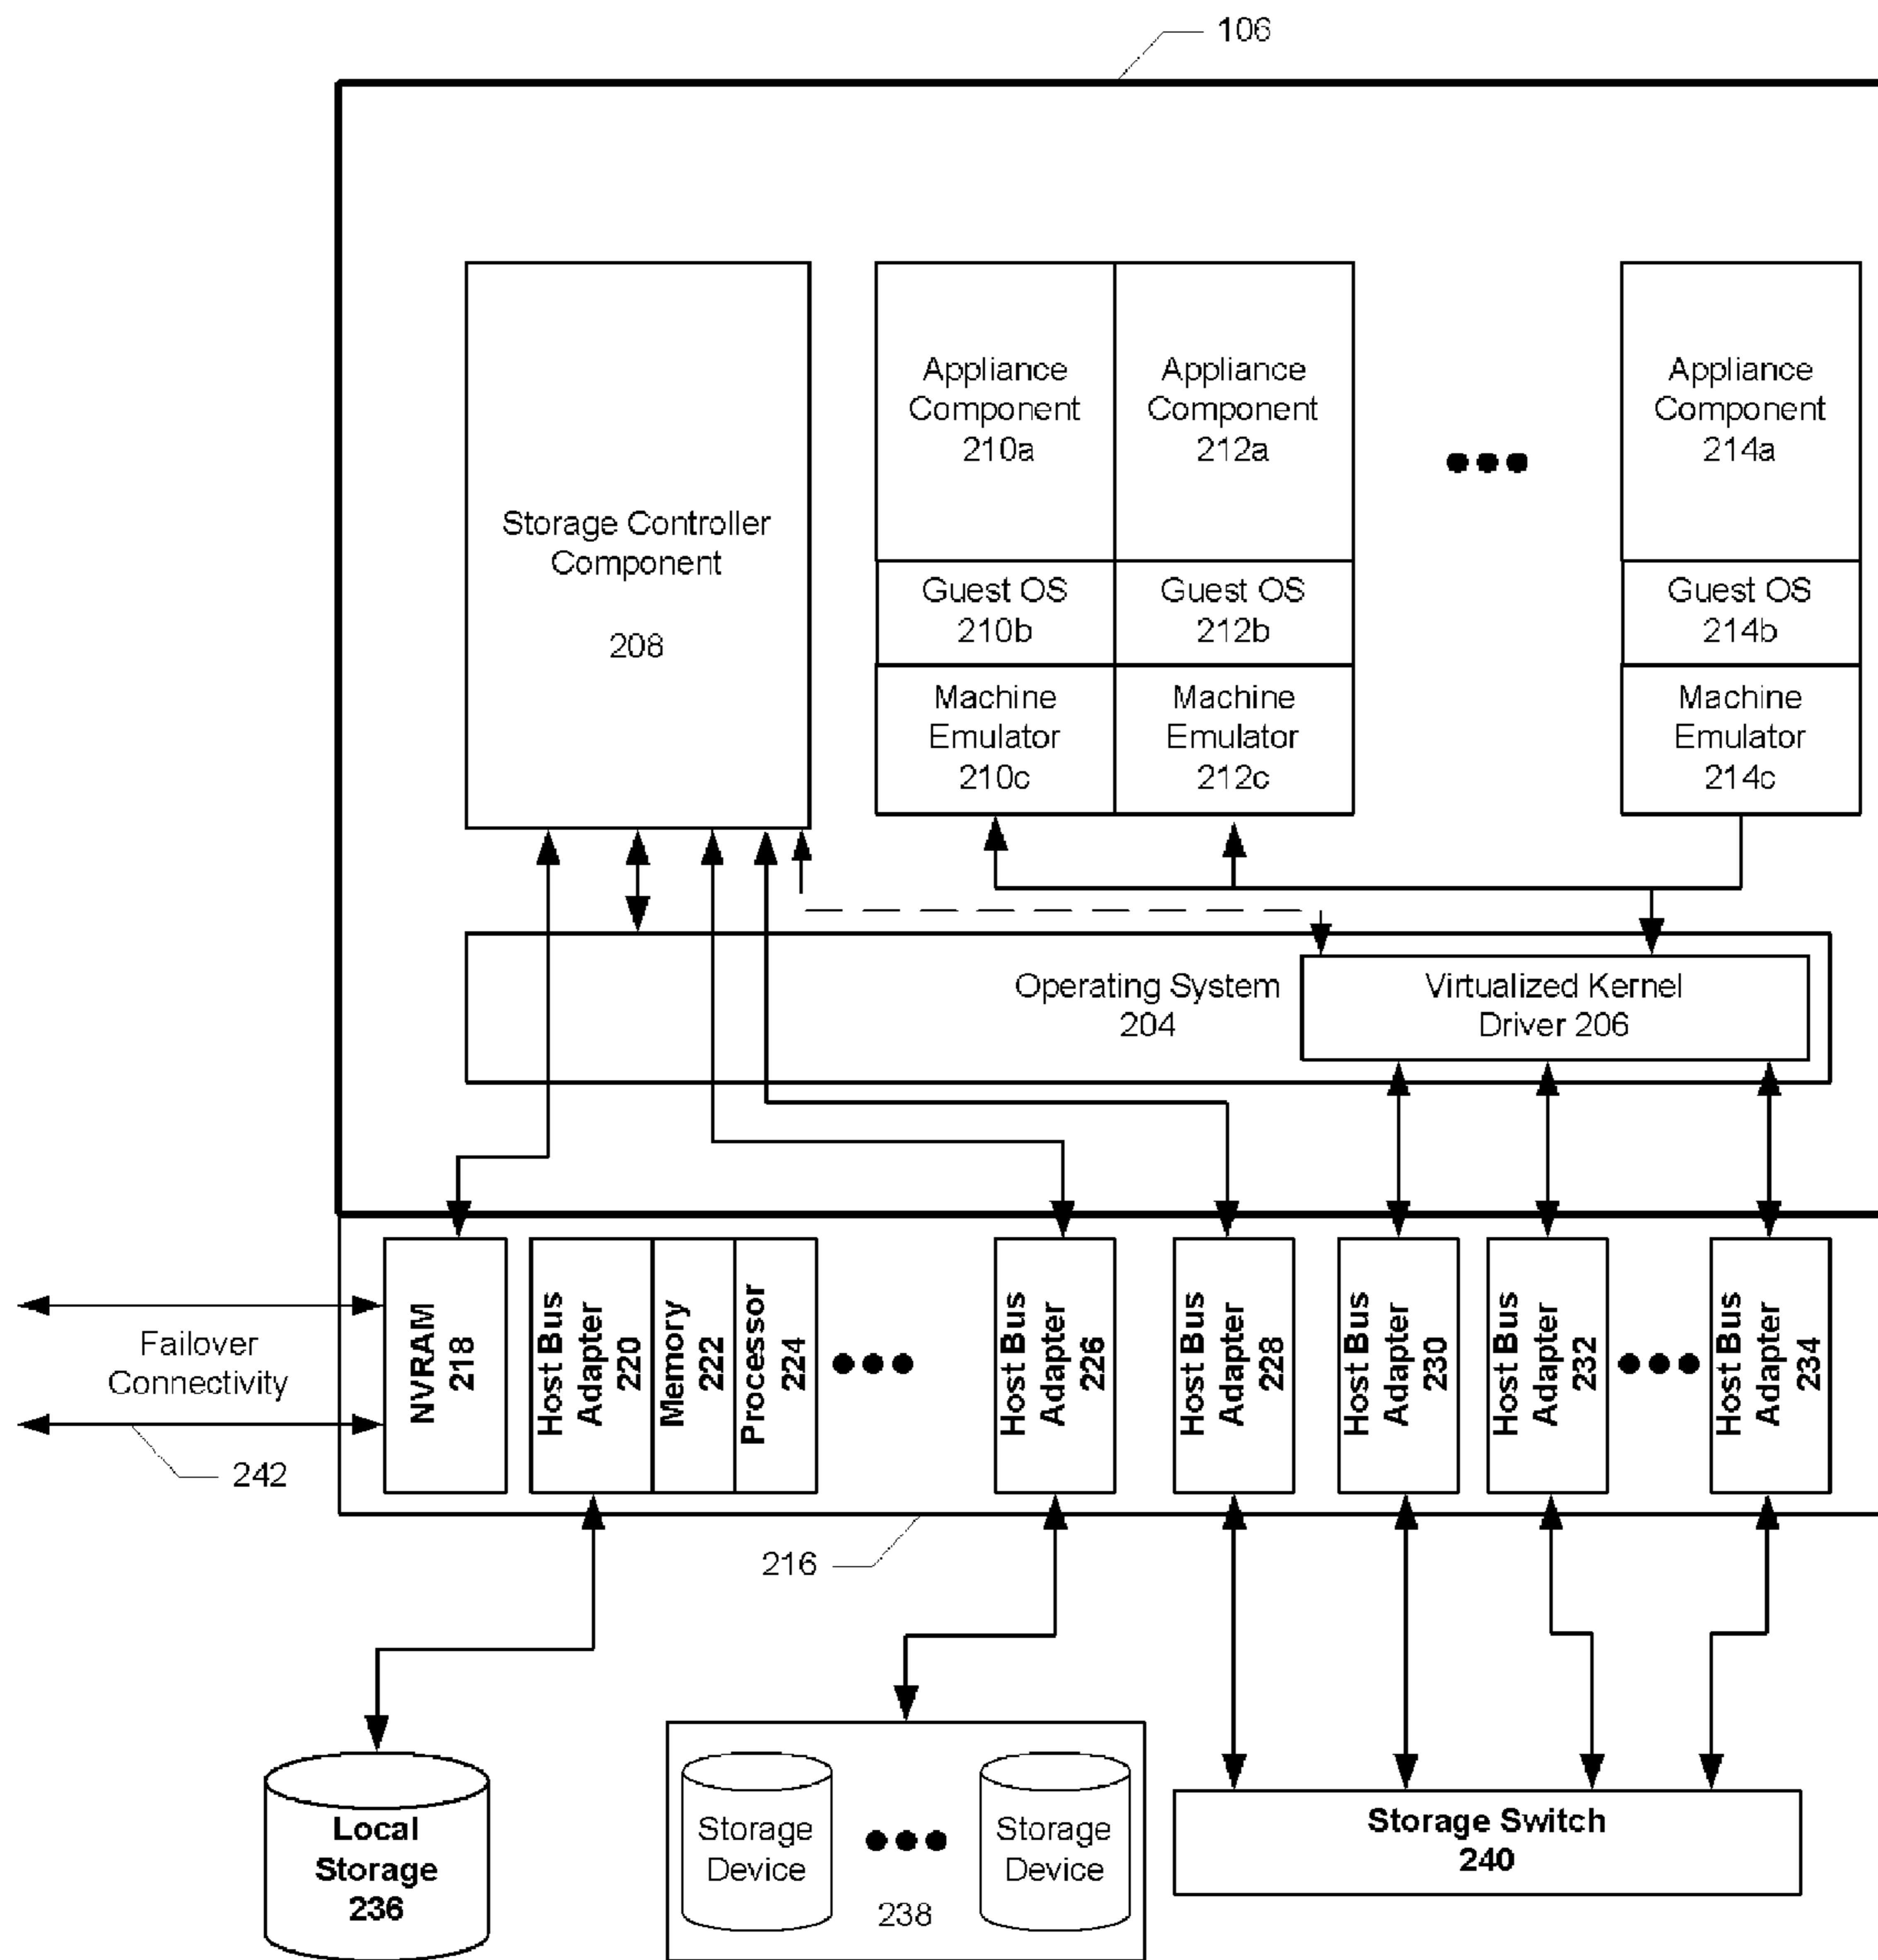 106
Storage Controller
Component
208
Appliance
Component
210a
Appliance
Component
212a
Appliance
Component
214a
Guest OS
210b
Guest OS
212b
Guest OS
214b
Machine
Emulator
210c
Machine
Emulator
212c
Machine
Emulator
214c
Operating System
204
Virtualized Kernel
Driver 206
Failover
Connectivity
242
NVRAM
218
Host Bus
Adapter
220
Memory
222
Processor
224
Host Bus
Adapter
226
Host Bus
Adapter
228
Host Bus
Adapter
230
Host Bus
Adapter
232
Host Bus
Adapter
234
216
Local
Storage
236
Storage
Device
238
Storage
Device
Storage Switch
240